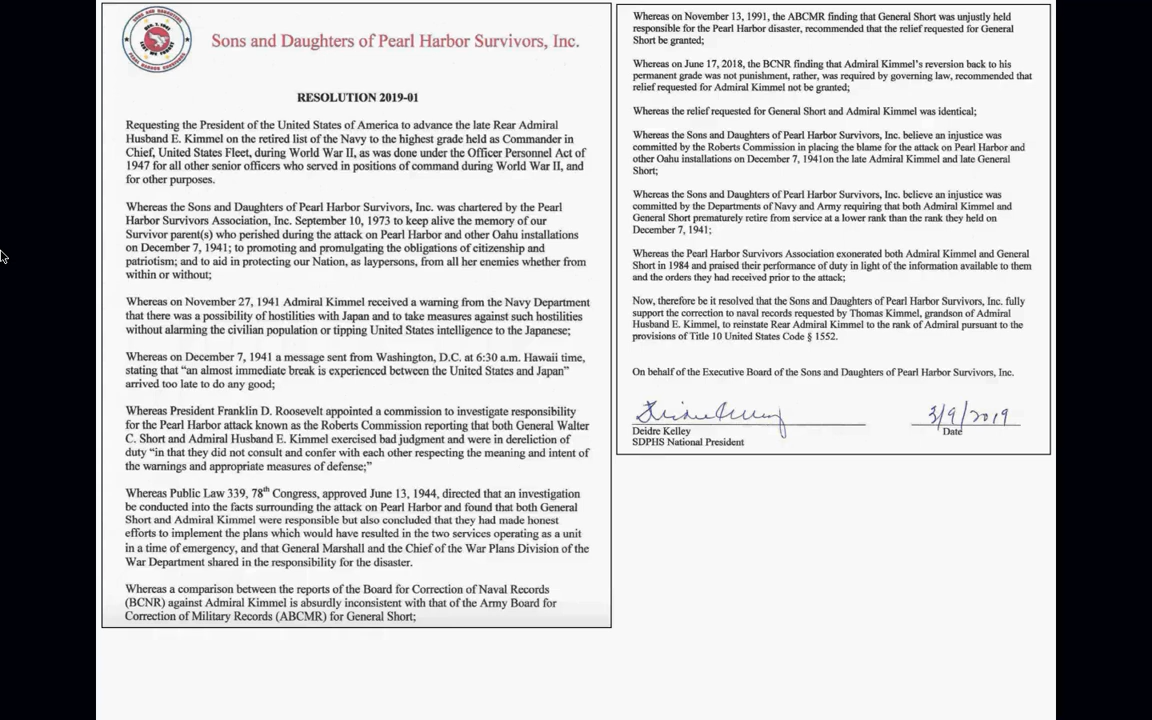 Sons and Daughters of Pearl Harbor Survivors, Inc.
RESOLUTION 2019-01
Requesting the President of the United States of America to advance the late Rear Admiral
Husband E. Kimmel on the retired list of the Navy to the highest grade held as Commander in
Chief, United States Fleet, during World War II, as was done under the Officer Personnel Act of
1947 for all other senior officers who served in positions of command during World War II, and
for other purposes.
Whereas the Sons and Daughters of Pearl Harbor Survivors, Inc. was chartered by the Pearl
Harbor Survivors Association, Inc. September 10, 1973 to keep alive the memory of our
Survivor parent(s) who perished during the attack on Pearl Harbor and other Oahu installations
on December 7, 1941; to promoting and promulgating the obligations of citizenship and
patriotism; and to aid in protecting our Nation, as laypersons, from all her enemies whether from
within or without;
Whereas on November 27, 1941 Admiral Kimmel received a warning from the Navy Department
that there was a possibility of hostilities with Japan and to take measures against such hostilities
without alarming the civilian population or tipping United States intelligence to the Japanese;
Whereas on December 7, 1941 a message sent from Washington, D.C. at 6:30 a.m. Hawaii time,
stating that “an almost immediate break is experienced between the United States and Japan”
arrived too late to do any good;
Whereas President Franklin D. Roosevelt appointed a commission to investigate responsibility
for the Pearl Harbor attack known as the Roberts Commission reporting that both General Walter
C. Short and Admiral Husband E. Kimmel exercised bad judgment and were in dereliction of
duty “in that they did not consult and confer with each other respecting the meaning and intent of
the warnings and appropriate measures of defense;”
Whereas Public Law 339, 78th Congress, approved June 13, 1944, directed that an investigation
be conducted into the facts surrounding the attack on Pearl Harbor and found that both General
Short and Admiral Kimmel were responsible but also concluded that they had made honest
efforts to implement the plans which would have resulted in the two services operating as a unit
in a time of emergency, and that General Marshall and the Chief of the War Plans Division of the
War Department shared in the responsibility for the disaster.
Whereas a comparison between the reports of the Board for Correction of Naval Records
(BCNR) against Admiral Kimmel is absurdly inconsistent with that of the Army Board for
Correction of Military Records (ABCMR) for General Short;
Whereas on November 13, 1991, the ABCMR finding that General Short was unjustly held
responsible for the Pearl Harbor disaster, recommended that the relief requested for General
Short be granted;
Whereas on June 17, 2018, the BCNR finding that Admiral Kimmel's reversion back to his
permanent grade was not punishment, rather, was required by governing law, recommended that
relief requested for Admiral Kimmel not be granted;
Whereas the relief requested for General Short and Admiral Kimmel was identical;
Whereas the Sons and Daughters of Pearl Harbor Survivors, Inc. believe an injustice was
committed by the Roberts Commission in placing the blame for the attack on Pearl Harbor and
other Oahu installations on December 7, 1941on the late Admiral Kimmel and late General
Short;
Whereas the Sons and Daughters of Pearl Harbor Survivors, Inc. believe an injustice was
committed by the Departments of Navy and Army requiring that both Admiral Kimmel and
General Short prematurely retire from service at a lower rank than the rank they held on
December 7, 1941;
Whereas the Pearl Harbor Survivors Association exonerated both Admiral Kimmel and General
Short in 1984 and praised their performance of duty in light of the information available to them
and the orders they had received prior to the attack;
Now, therefore be it resolved that the Sons and Daughters of Pearl Harbor Survivors, Inc. fully
support the correction to naval records requested by Thomas Kimmel, grandson of Admiral
Husband E. Kimmel, to reinstate Rear Admiral Kimmel to the rank of Admiral pursuant to the
provisions of Title 10 United States Code § 1552.
On behalf of the Executive Board of the Sons and Daughters of Pearl Harbor Survivors, Inc.
3/9/2019
Deidre Kelley
Date
SDPHS National President